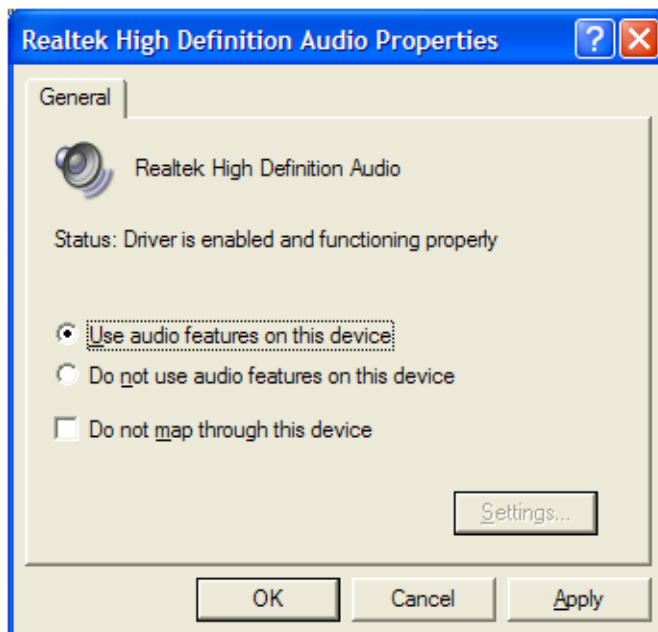 Realtek High Definition Audio Properties
General
Realtek High Definition Audio
Status: Driver is enabled and functioning properly
Use audio features on this device
Do not use audio features on this device
Do not map through this device
Settings...
OK Cancel Apply